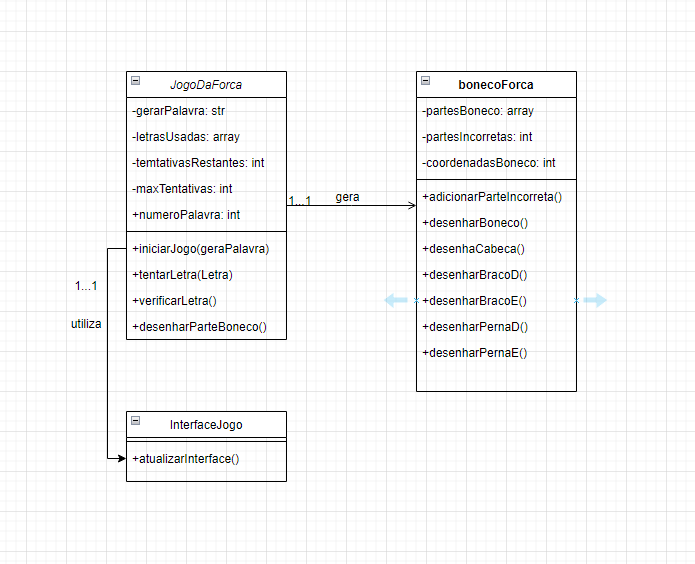 JogoDaForca
-gerarPalavra: str
-letrasUsadas: array
-temtativasRestantes: int
-maxTentativas: int
+numeroPalavra: int
+iniciarJogo(geraPalavra)
+tentarLetra(Letra)
+verificarLetra()
+desenharParteBoneco()
1...1
gera
bonecoForca
-partesBoneco: array
-partesIncorretas: int
-coordenadasBoneco: int
+adicionarParteIncorreta()
+desenharBoneco()
+desenhaCabeca()
+desenharBracoD()
+desenharBracoE()
+desenharPernaD()
+desenharPernaE()
1...1
utiliza
InterfaceJogo
+atualizarInterface()